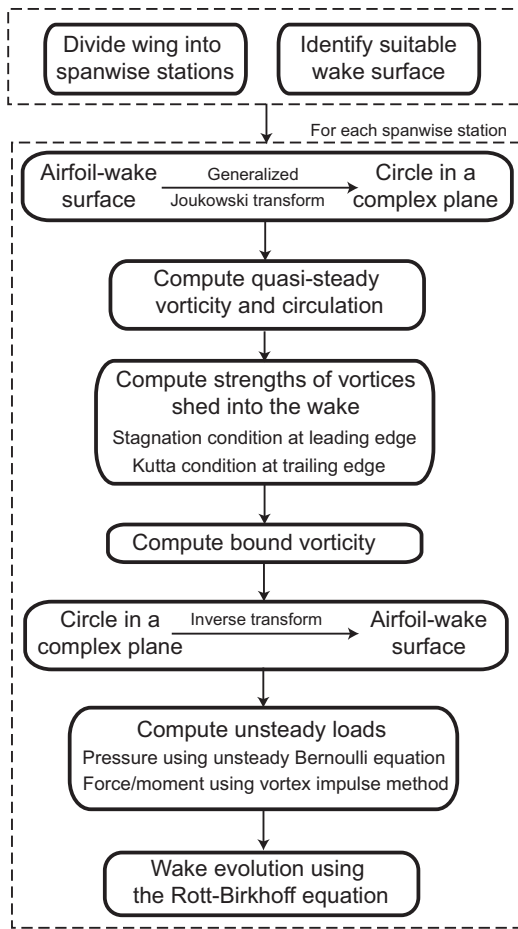 Divide wing into
spanwise stations
Identify suitable
wake surface
For each spanwise station
Airfoil-wake
surface
Generalized
Joukowski transform
Circle in a
complex plane
Compute quasi-steady
vorticity and circulation
Compute strengths of vortices
shed into the wake
Stagnation condition at leading edge
Kutta condition at trailing edge
Compute bound vorticity
Circle in a
complex plane
Inverse transform
Airfoil-wake
surface
Compute unsteady loads
Pressure using unsteady Bernoulli equation
Force/moment using vortex impulse method
Wake evolution using
the Rott-Birkhoff equation